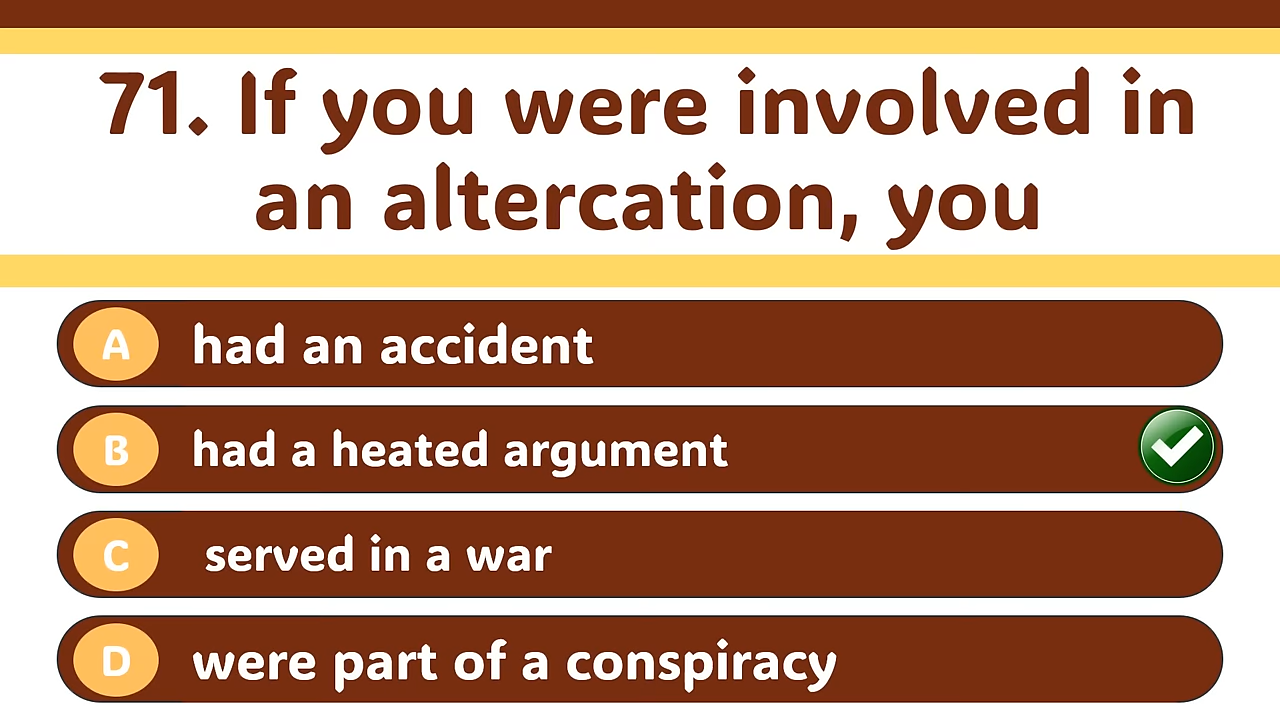 71. If you were involved in
an altercation, you
A had an accident
B had a heated argument
C served in a war
D were part of a conspiracy